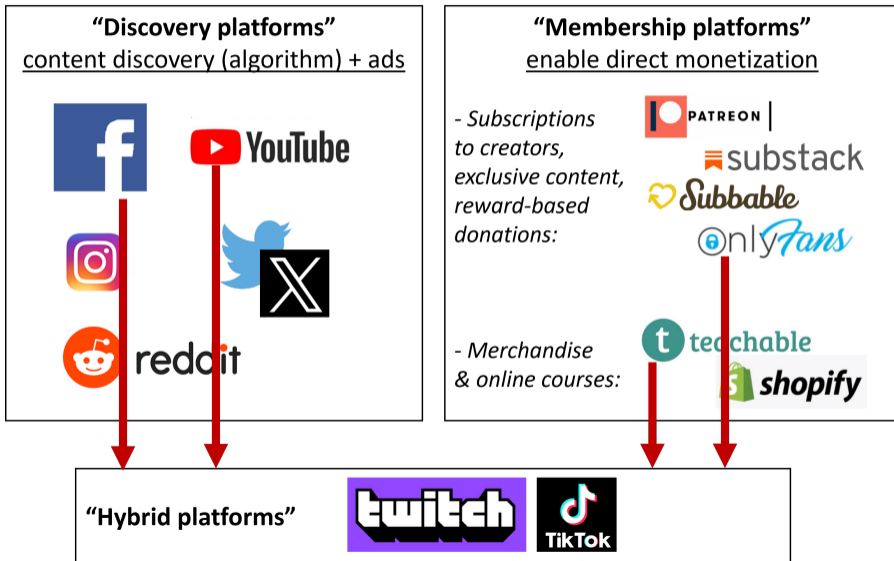 “Discovery platforms”
content discovery (algorithm) + ads
f
YouTube
X
reddit
“Membership platforms”
enable direct monetization
- Subscriptions
to creators,
exclusive content,
reward-based
donations:
PATREON
substack
Subbable
OnlyFans
- Merchandise
& online courses:
t teachable
S shopify
“Hybrid platforms”
twitch
TikTok